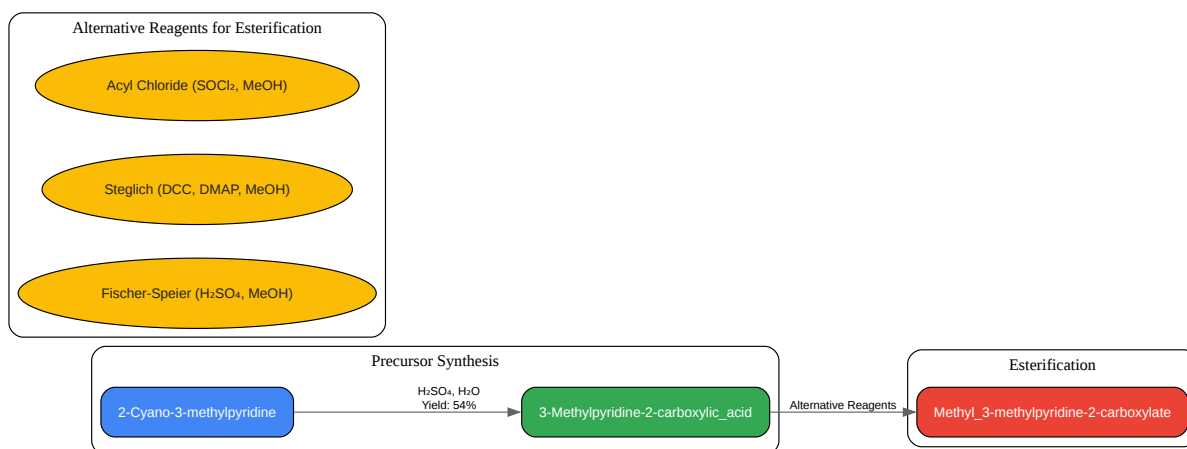 Alternative Reagents for Esterification
Acyl Chloride (SOCl₂, MeOH)
Steglich (DCC, DMAP, MeOH)
Fischer-Speier (H₂SO₄, MeOH)
Precursor Synthesis
2-Cyano-3-methylpyridine
H₂SO₄, H₂O
Yield: 54%
3-Methylpyridine-2-carboxylic_acid
Alternative Reagents
Esterification
Methyl_3-methylpyridine-2-carboxylate